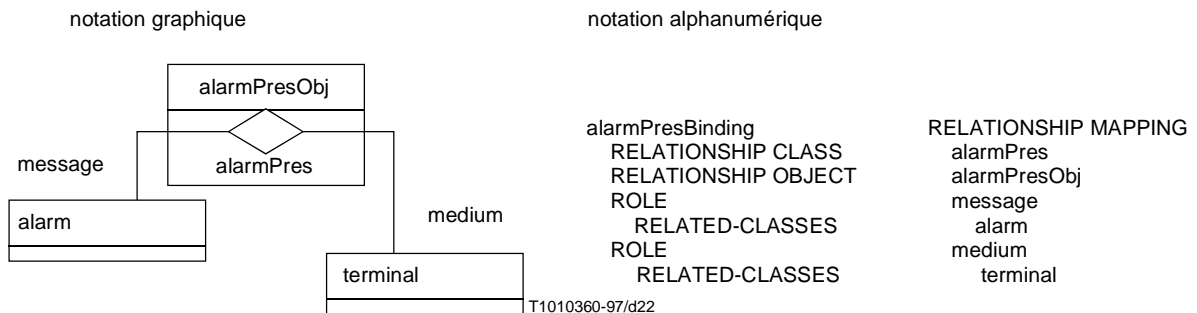 notation graphique
notation alphanumérique
alarmPresObj
alarmPres
message
alarm
medium
terminal
T1010360-97/d22
alarmPresBinding RELATIONSHIP MAPPING
RELATIONSHIP CLASS alarmPres
RELATIONSHIP OBJECT alarmPresObj
ROLE message
RELATED-CLASSES alarm
ROLE medium
RELATED-CLASSES terminal